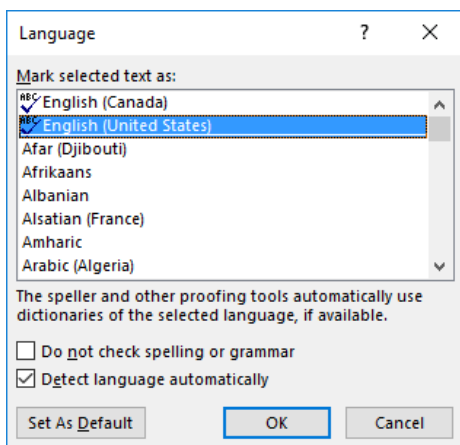 Language
?
Mark selected text as:
ABC English (Canada)
ABC English (United States)
Afar (Djibouti)
Afrikaans
Albanian
Alsatian (France)
Amharic
Arabic (Algeria)
The speller and other proofing tools automatically use
dictionaries of the selected language, if available.
Do not check spelling or grammar
Detect language automatically
Set As Default
OK
Cancel